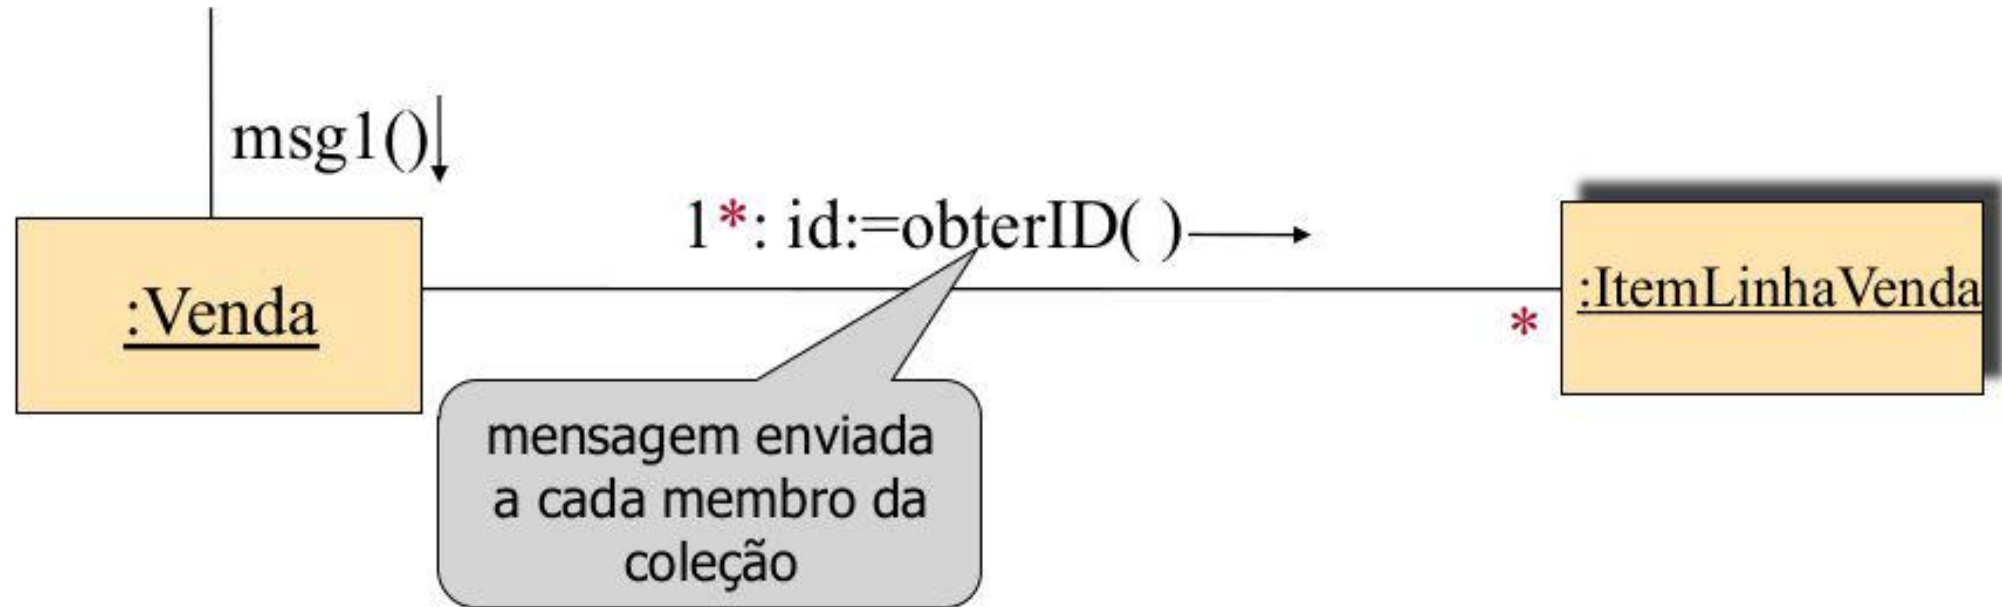 msg1()
1*: id:=obterID( )
:Venda
:ItemLinhaVenda
*
mensagem enviada
a cada membro da
coleção